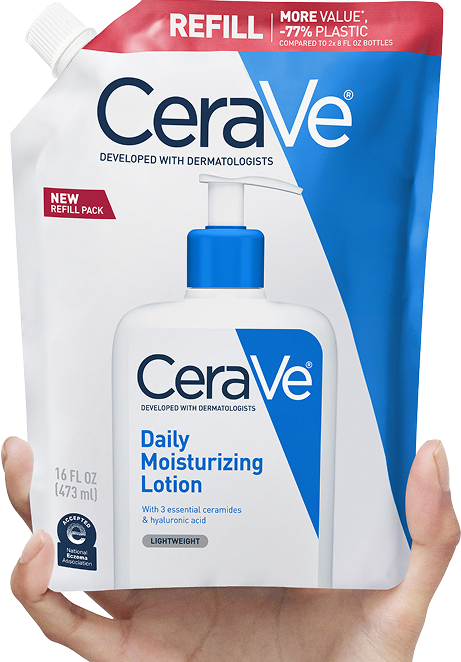 REFILL
MORE VALUE*,
-77% PLASTIC
COMPARED TO 2x 8 FL OZ BOTTLES
CeraVe®
DEVELOPED WITH DERMATOLOGISTS
NEW
REFILL PACK
CeraVe®
DEVELOPED WITH DERMATOLOGISTS
Daily
Moisturizing
Lotion
With 3 essential ceramides
& hyaluronic acid
LIGHTWEIGHT
16 FL OZ
(473 ml)
ACCEPTED
National
Eczema
Association